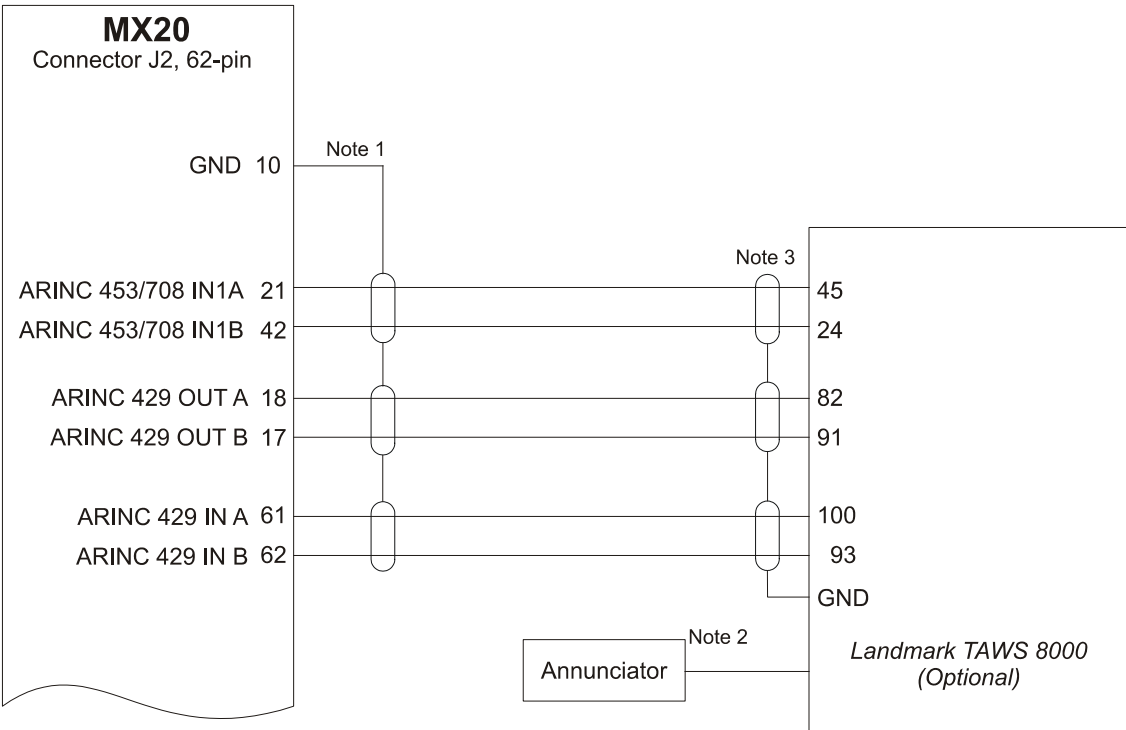 MX20
Connector J2, 62-pin
GND 10
Note 1
Note 3
ARINC 453/708 IN1A 21
45
ARINC 453/708 IN1B 42
24
ARINC 429 OUT A 18
82
ARINC 429 OUT B 17
91
ARINC 429 IN A 61
100
ARINC 429 IN B 62
93
GND
Note 2
Annunciator
Landmark TAWS 8000
(Optional)